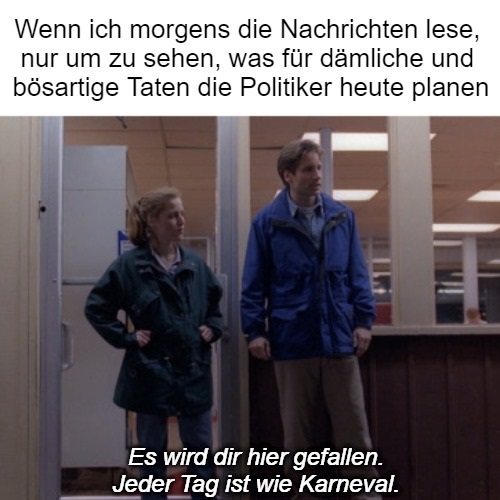 Wenn ich morgens die Nachrichten lese,
nur um zu sehen, was für dämliche und
bösartige Taten die Politiker heute planen
Es wird dir hier gefallen.
Jeder Tag ist wie Karneval.